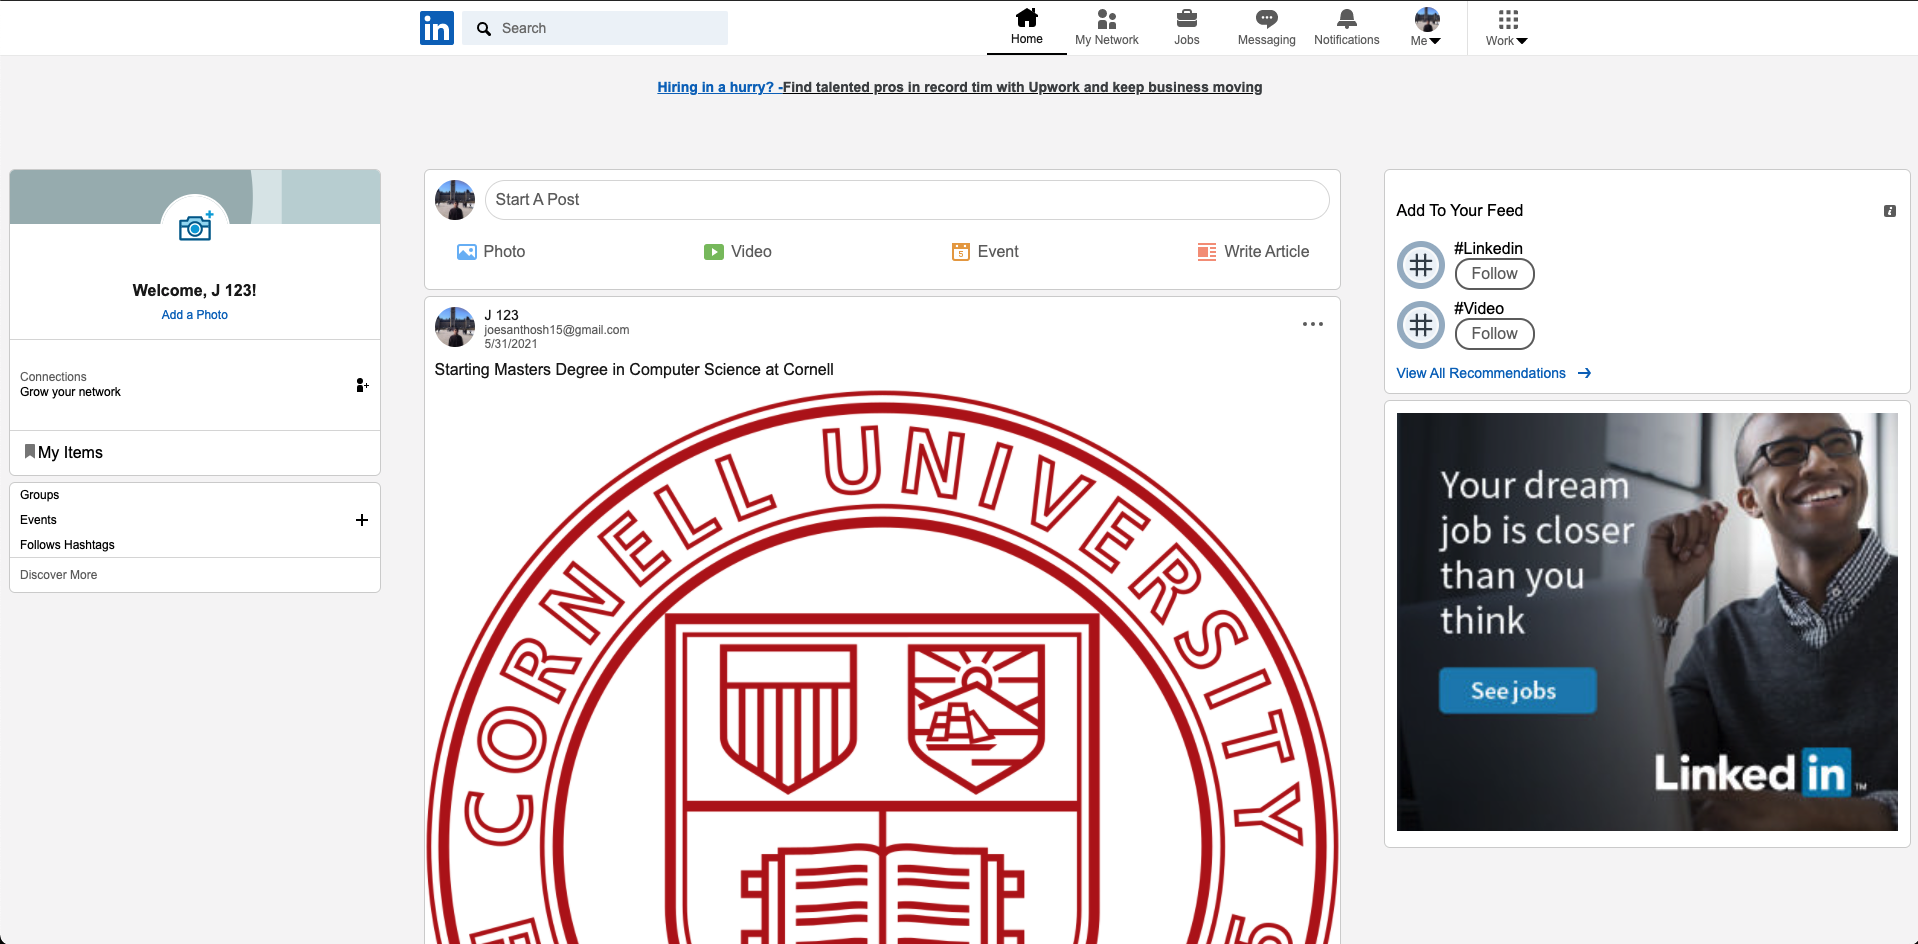 in
Search
Home
My Network
Jobs
Messaging
Notifications
Me
Work
Hiring in a hurry? -Find talented pros in record tim with Upwork and keep business moving
Welcome, J 123!
Add a Photo
Connections
Grow your network
My Items
Groups
Events
Follows Hashtags
Discover More
Start A Post
Photo
Video
5
Event
Write Article
J 123
joesanthosh15@gmail.com
5/31/2021
Starting Masters Degree in Computer Science at Cornell
CORNELL UNIVERSITY
Add To Your Feed
#Linkedin
Follow
#Video
Follow
View All Recommendations
Your dream
job is closer
than you
think
See jobs
Linked in TM